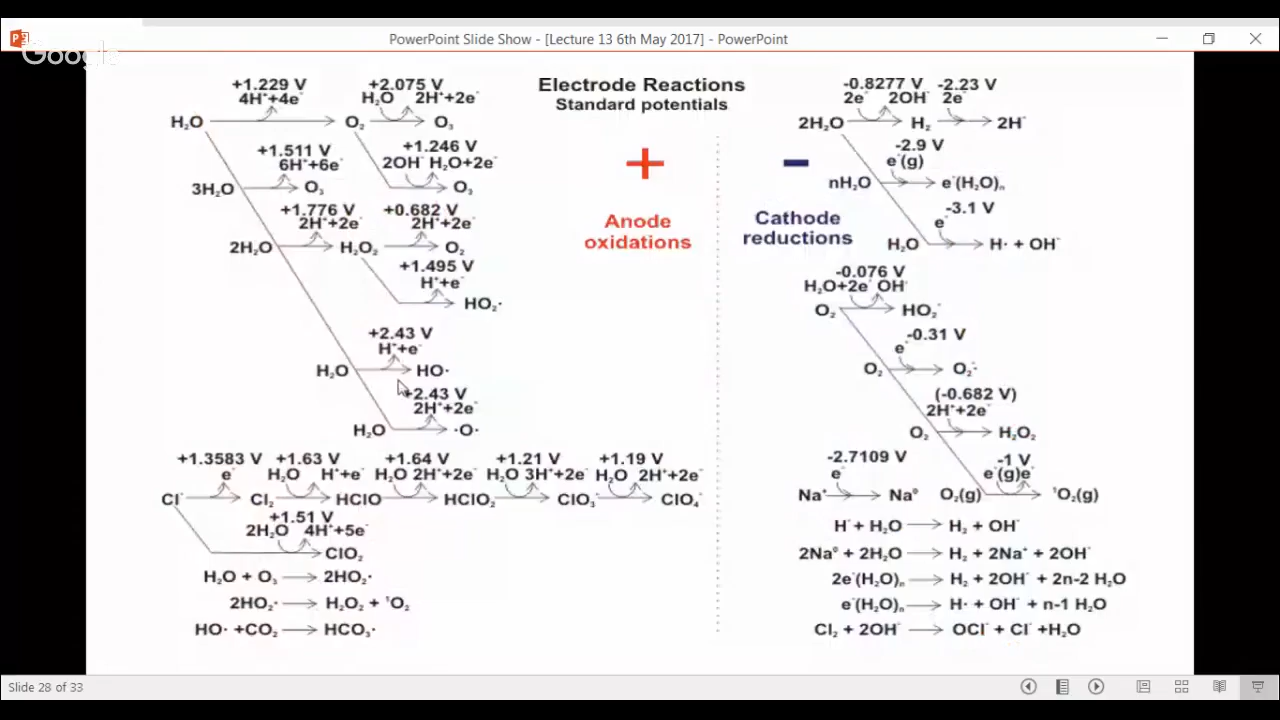 PowerPoint Slide Show - [Lecture 13 6th May 2017] - PowerPoint
Google
Electrode Reactions
Standard potentials
+
Anode
oxidations
−
Cathode
reductions
+1.229 V +2.075 V
4H⁺+4e⁻ H₂O 2H⁺+2e⁻
H₂O → O₂ → O₃
+1.511 V +1.246 V
6H⁺+6e⁻ 2OH⁻ H₂O+2e⁻
3H₂O → O₃ → O₃
+1.776 V +0.682 V
2H⁺+2e⁻ 2H⁺+2e⁻
2H₂O → H₂O₂ → O₂
+1.495 V
H⁺+e⁻
→ HO₂·
+2.43 V
H⁺+e⁻
H₂O → HO·
+2.43 V
2H⁺+2e⁻
H₂O → ·O·
+1.3583 V +1.63 V +1.64 V +1.21 V +1.19 V
e⁻ H₂O H⁺+e⁻ H₂O 2H⁺+2e⁻ H₂O 3H⁺+2e⁻ H₂O 2H⁺+2e⁻
Cl⁻ → Cl₂ → HClO → HClO₂ → ClO₃⁻ → ClO₄⁻
+1.51 V
2H₂O 4H⁺+5e⁻
→ ClO₂
H₂O + O₃ → 2HO₂·
2HO₂· → H₂O₂ + ¹O₂
HO· +CO₂ → HCO₃·
-0.8277 V -2.23 V
2e⁻ 2OH⁻ 2e⁻
2H₂O → H₂ → 2H⁻
-2.9 V
e⁻(g)
nH₂O → e⁻(H₂O)ₙ
-3.1 V
e⁻
H₂O → H· + OH⁻
-0.076 V
H₂O+2e⁻ OH⁻
O₂ → HO₂⁻
-0.31 V
e⁻
O₂ → O₂·⁻
(-0.682 V)
2H⁺+2e⁻
O₂ → H₂O₂
-2.7109 V -1 V
e⁻ e⁻(g)e⁻
Na⁺ → Na⁰ O₂(g) → ¹O₂(g)
H⁻ + H₂O → H₂ + OH⁻
2Na⁰ + 2H₂O → H₂ + 2Na⁺ + 2OH⁻
2e⁻(H₂O)ₙ → H₂ + 2OH⁻ + 2n-2 H₂O
e⁻(H₂O)ₙ → H· + OH⁻ + n-1 H₂O
Cl₂ + 2OH⁻ → OCl⁻ + Cl⁻ +H₂O
Slide 28 of 33